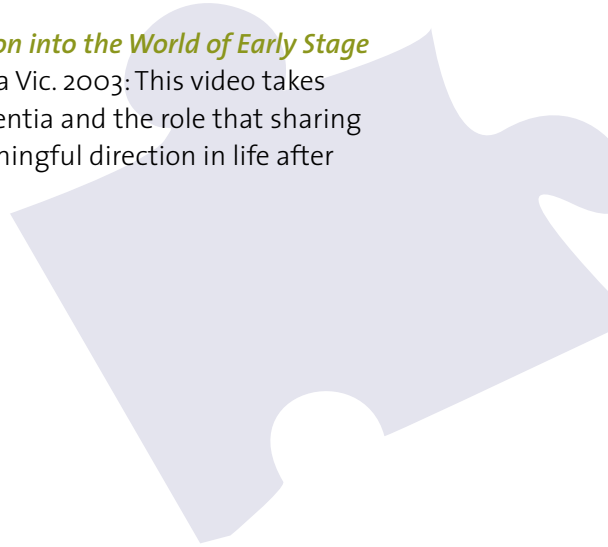 on into the World of Early Stage
a Vic. 2003: This video takes
entia and the role that sharing
ningful direction in life after